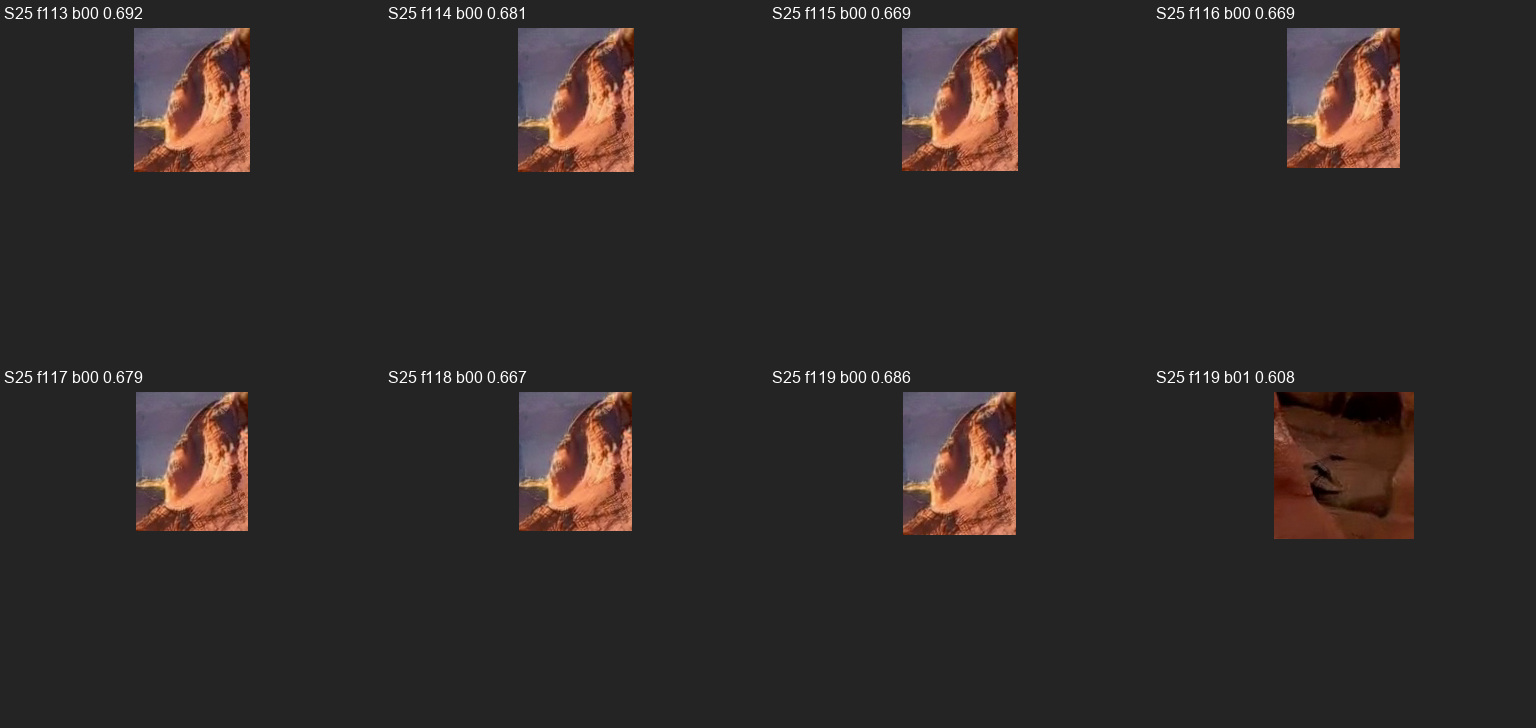 S25 f113 b00 0.692
S25 f114 b00 0.681
S25 f115 b00 0.669
S25 f116 b00 0.669
S25 f117 b00 0.679
S25 f118 b00 0.667
S25 f119 b00 0.686
S25 f119 b01 0.608